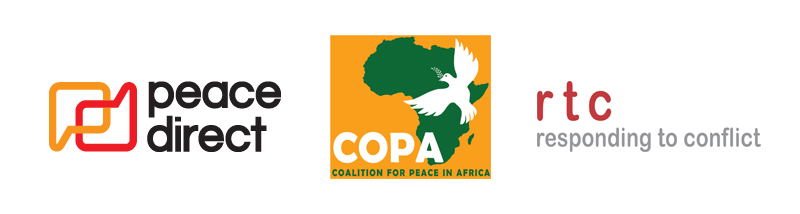 peace
direct
COPA
COALITION FOR PEACE IN AFRICA
rtc
responding to conflict